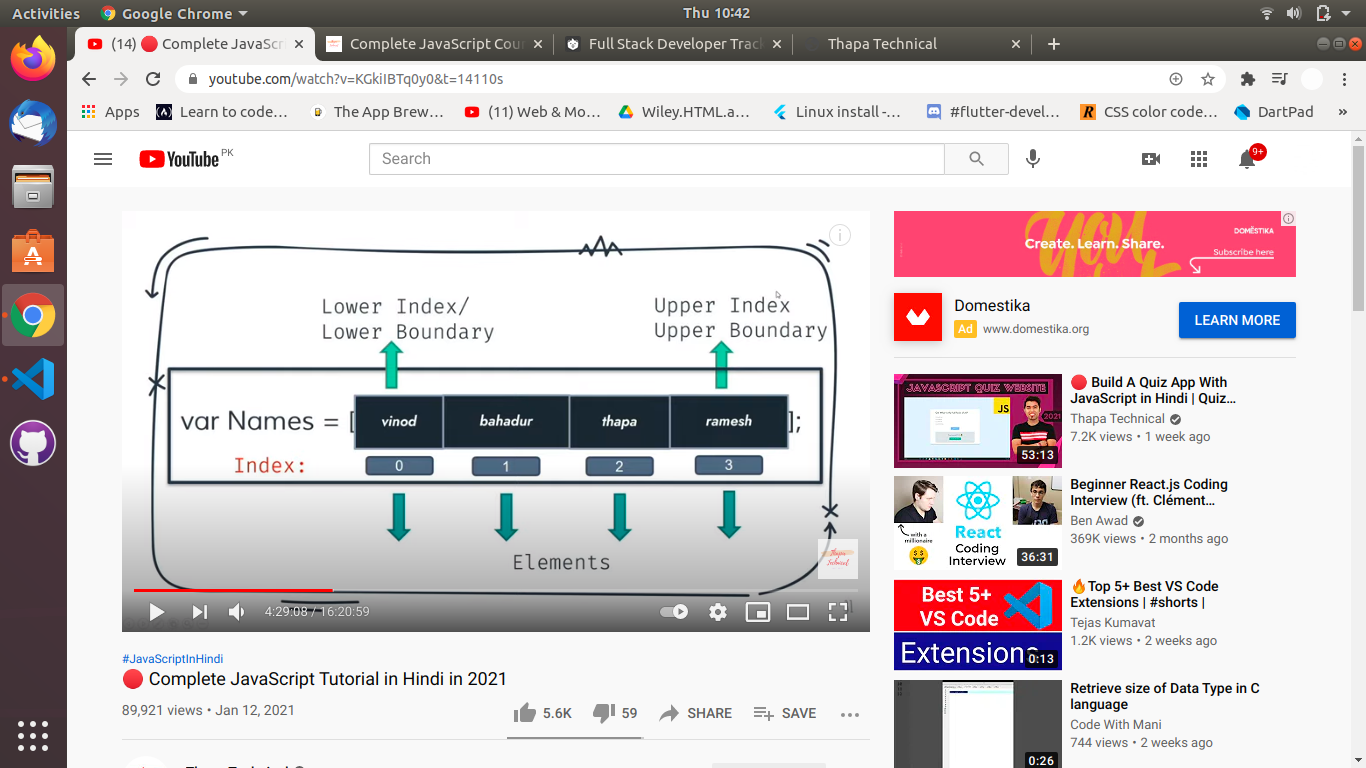 Activities
Google Chrome
Thu 10:42
(14) 🔴 Complete JavaScr
Complete JavaScript Cou
Full Stack Developer Track
Thapa Technical
youtube.com/watch?v=KGkiIBTq0y0&t=14110s
Apps
Learn to code…
The App Brew…
(11) Web & Mo…
Wiley.HTML.a…
Linux install -…
#flutter-devel…
CSS color code…
DartPad
»
YouTube PK
Search
9+
Lower Index/
Lower Boundary
Upper Index
Upper Boundary
var Names = [ vinod bahadur thapa ramesh ];
Index: 0 1 2 3
Elements
Thapa
Technical
4:29:08 / 16:20:59
#JavaScriptInHindi
🔴 Complete JavaScript Tutorial in Hindi in 2021
89,921 views • Jan 12, 2021
5.6K
59
SHARE
SAVE
Create. Learn. Share.
DOMESTIKA
Subscribe here
Domestika
Ad www.domestika.org
LEARN MORE
JAVASCRIPT QUIZ WEBSITE
JS
2021
53:13
🔴 Build A Quiz App With
JavaScript in Hindi | Quiz…
Thapa Technical
7.2K views • 1 week ago
with a
millionaire
React
Coding
Interview
36:31
Beginner React.js Coding
Interview (ft. Clément…
Ben Awad
369K views • 2 months ago
Best 5+
VS Code
Extensions
0:13
🔥Top 5+ Best VS Code
Extensions | #shorts |
Tejas Kumavat
1.2K views • 2 weeks ago
0:26
Retrieve size of Data Type in C
language
Code With Mani
744 views • 2 weeks ago